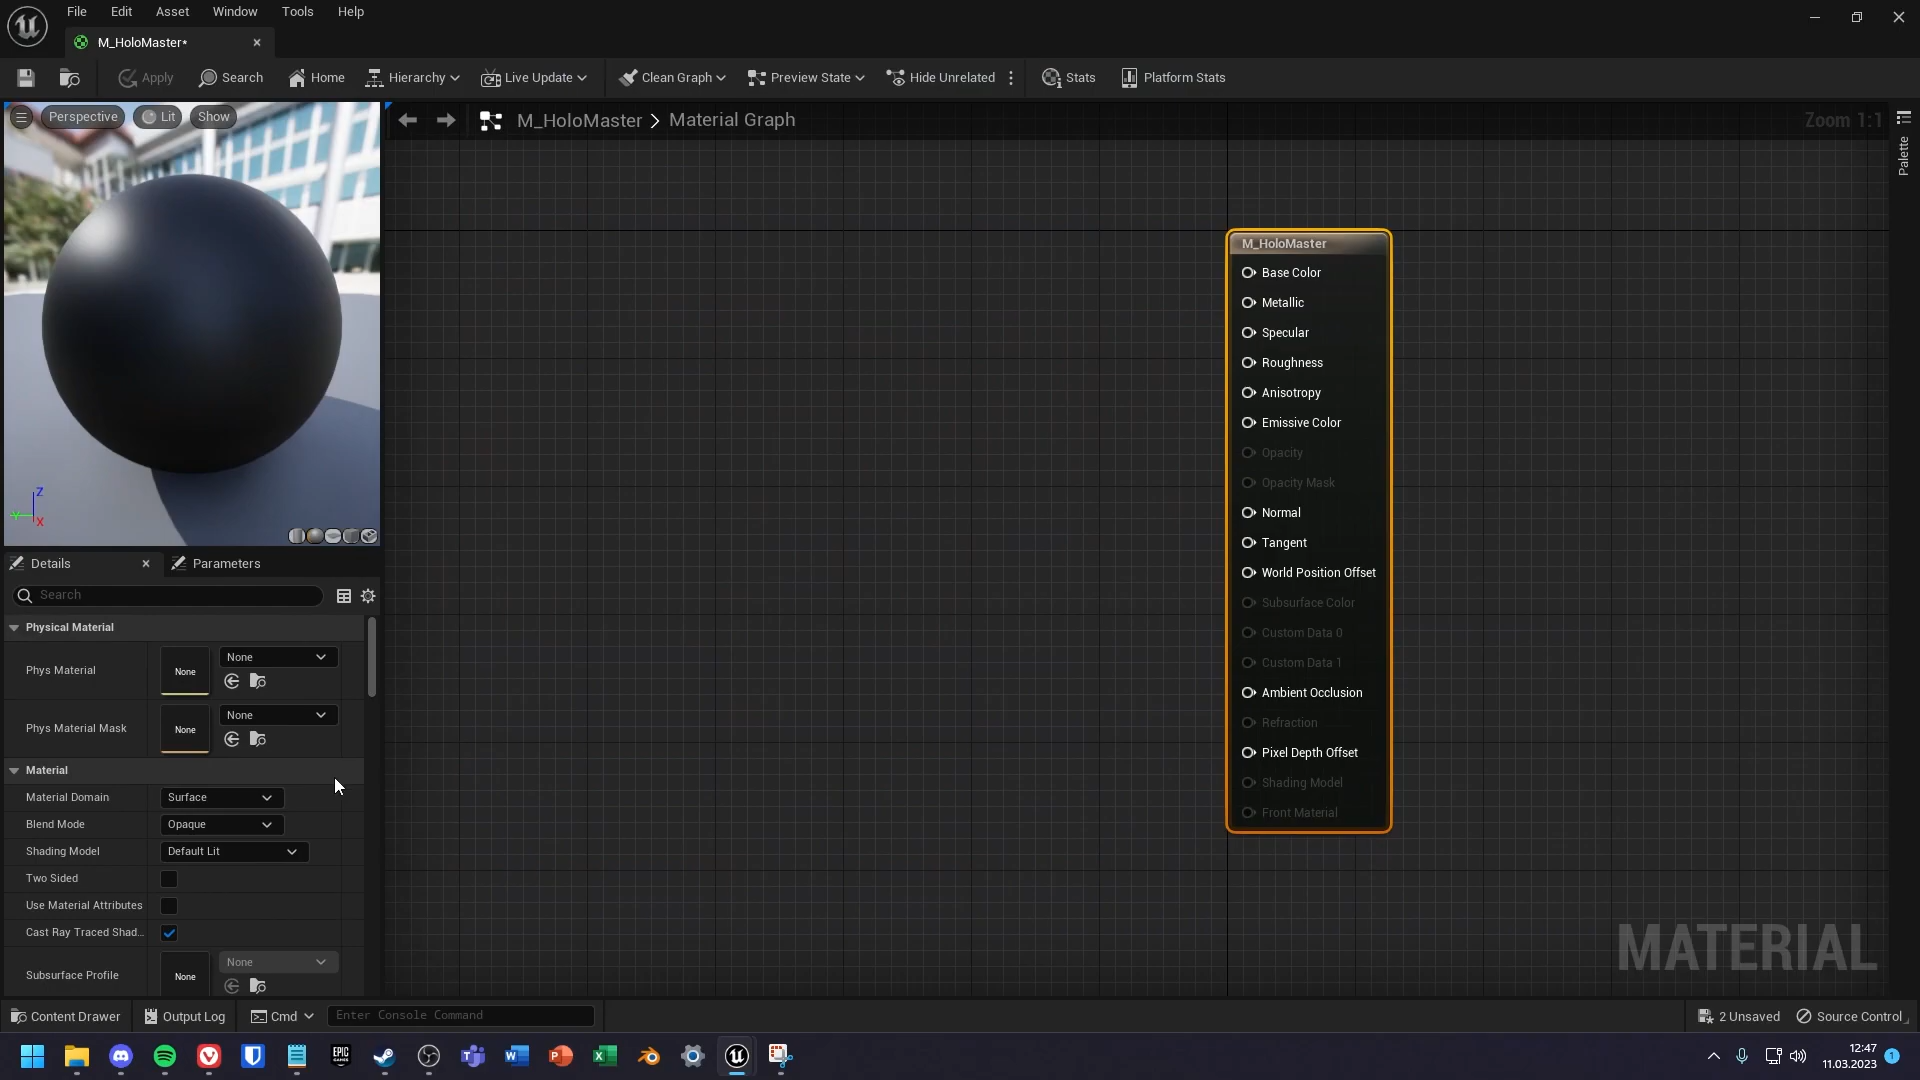 File Edit Asset Window Tools Help
M_HoloMaster*
Apply Search Home Hierarchy Live Update Clean Graph Preview State Hide Unrelated Stats Platform Stats
Perspective Lit Show
M_HoloMaster > Material Graph
Zoom 1:1
Palette
M_HoloMaster
Base Color
Metallic
Specular
Roughness
Anisotropy
Emissive Color
Opacity
Opacity Mask
Normal
Tangent
World Position Offset
Subsurface Color
Custom Data 0
Custom Data 1
Ambient Occlusion
Refraction
Pixel Depth Offset
Shading Model
Front Material
MATERIAL
Z
Y
X
Details Parameters
Search
Physical Material
Phys Material None None
Phys Material Mask None None
Material
Material Domain Surface
Blend Mode Opaque
Shading Model Default Lit
Two Sided
Use Material Attributes
Cast Ray Traced Shad...
Subsurface Profile None None
Content Drawer Output Log Cmd Enter Console Command 2 Unsaved Source Control
EPIC GAMES
12:47
11.03.2023 1